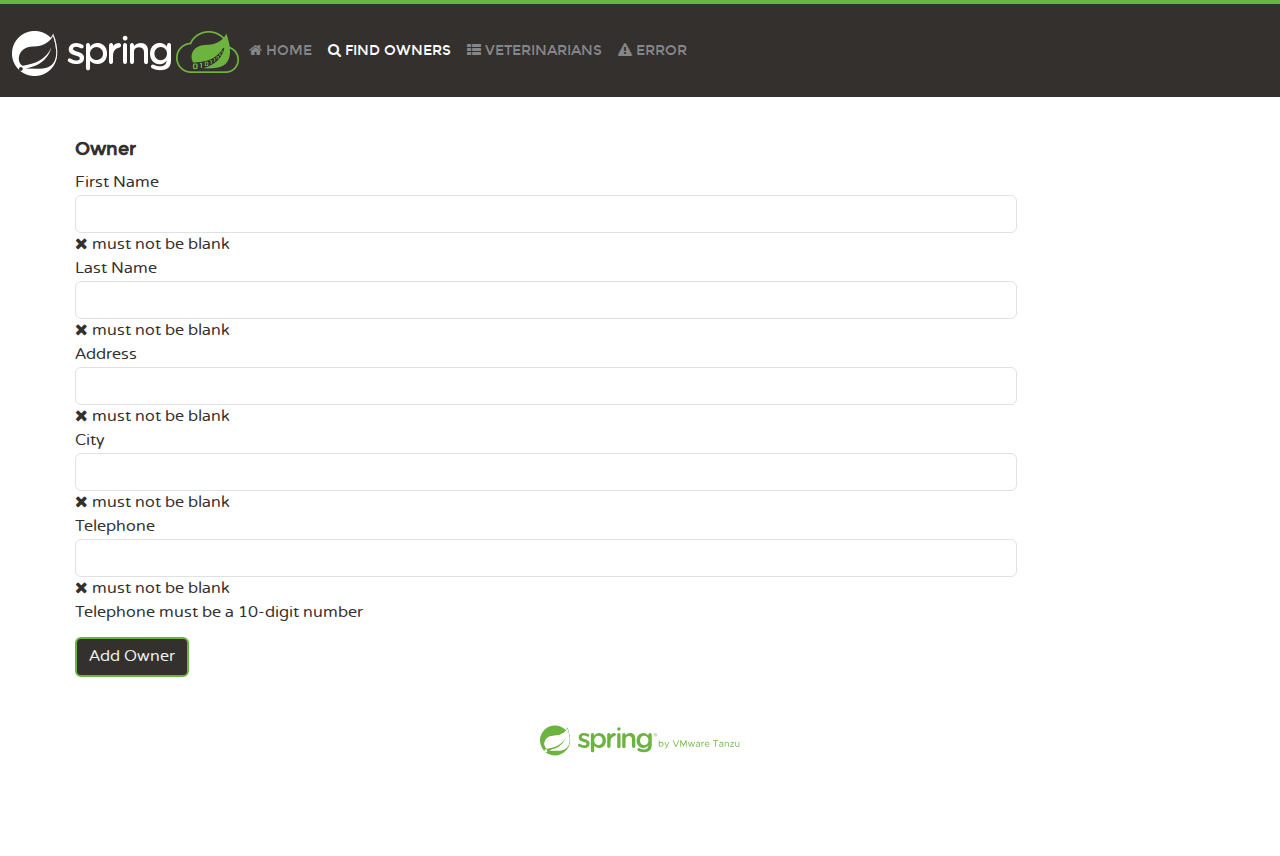 spring HOME FIND OWNERS VETERINARIANS ERROR
Owner
First Name
must not be blank
Last Name
must not be blank
Address
must not be blank
City
must not be blank
Telephone
must not be blank
Telephone must be a 10-digit number
Add Owner
spring by VMware Tanzu